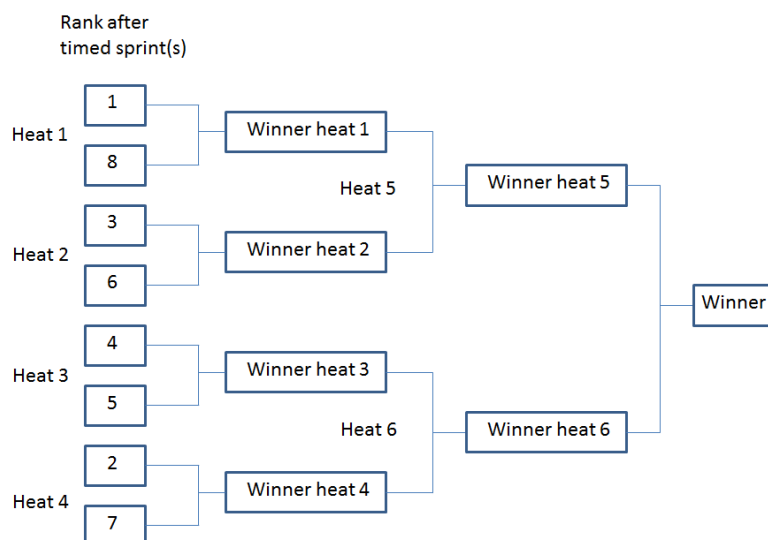 Rank after
timed sprint(s)
1
Heat 1
Winner heat 1
8
Heat 5
Winner heat 5
3
Heat 2
Winner heat 2
6
Winner
4
Heat 3
Winner heat 3
5
Heat 6
Winner heat 6
2
Heat 4
Winner heat 4
7